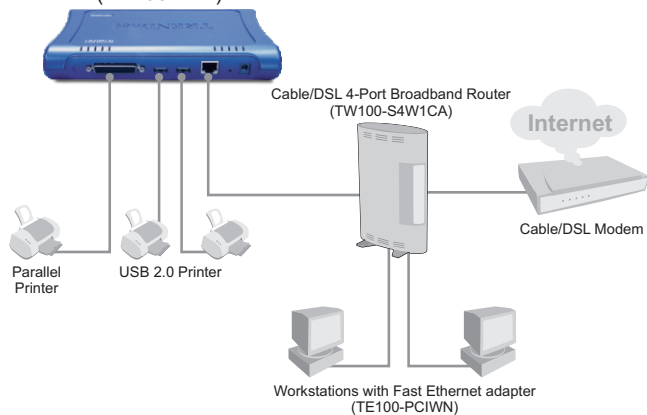 TRENDnet
Cable/DSL 4-Port Broadband Router
(TW100-S4W1CA)
Internet
Cable/DSL Modem
Parallel
Printer
USB 2.0 Printer
Workstations with Fast Ethernet adapter
(TE100-PCIWN)